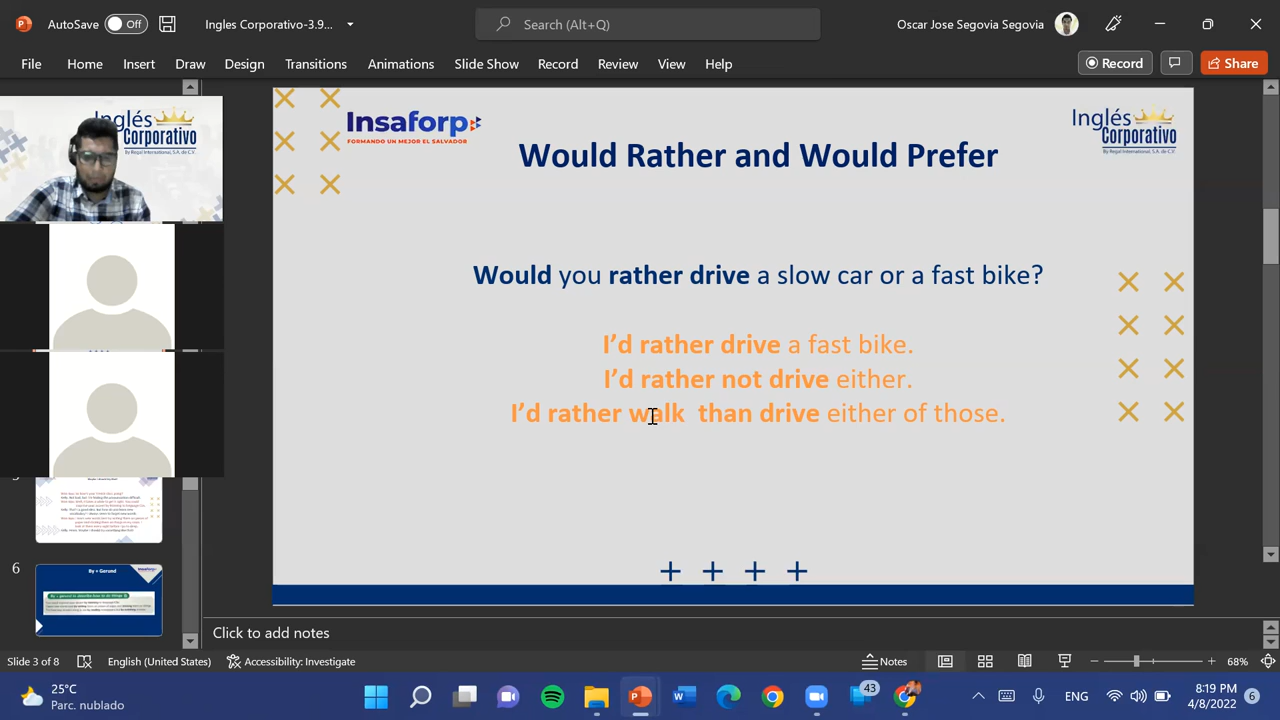 AutoSave Off Ingles Corporativo-3.9... Search (Alt+Q) Oscar Jose Segovia Segovia
File Home Insert Draw Design Transitions Animations Slide Show Record Review View Help Record Share
Inglés
Corporativo
Insaforp
FORMANDO UN MEJOR EL SALVADOR
Inglés
Corporativo
By Regal International, S.A. de C.V.
Would Rather and Would Prefer
Would you rather drive a slow car or a fast bike?
I'd rather drive a fast bike.
I'd rather not drive either.
I'd rather walk than drive either of those.
6
By + Gerund
Click to add notes
Slide 3 of 8 English (United States) Accessibility: Investigate Notes 68%
25°C
Parc. nublado
43
ENG
8:19 PM
4/8/2022
6